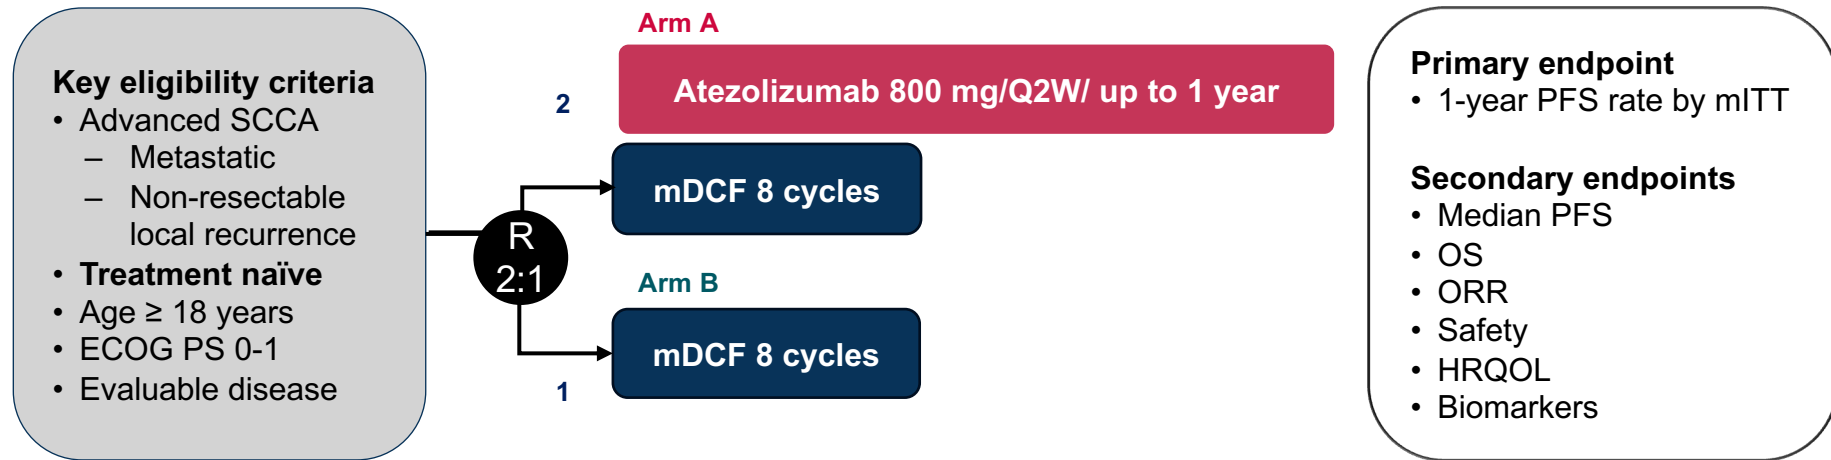 Key eligibility criteria
• Advanced SCCA
– Metastatic
– Non-resectable
local recurrence
• Treatment naïve
• Age ≥ 18 years
• ECOG PS 0-1
• Evaluable disease
R
2:1
2
1
Arm A
Atezolizumab 800 mg/Q2W/ up to 1 year
mDCF 8 cycles
Arm B
mDCF 8 cycles
Primary endpoint
• 1-year PFS rate by mITT
Secondary endpoints
• Median PFS
• OS
• ORR
• Safety
• HRQOL
• Biomarkers